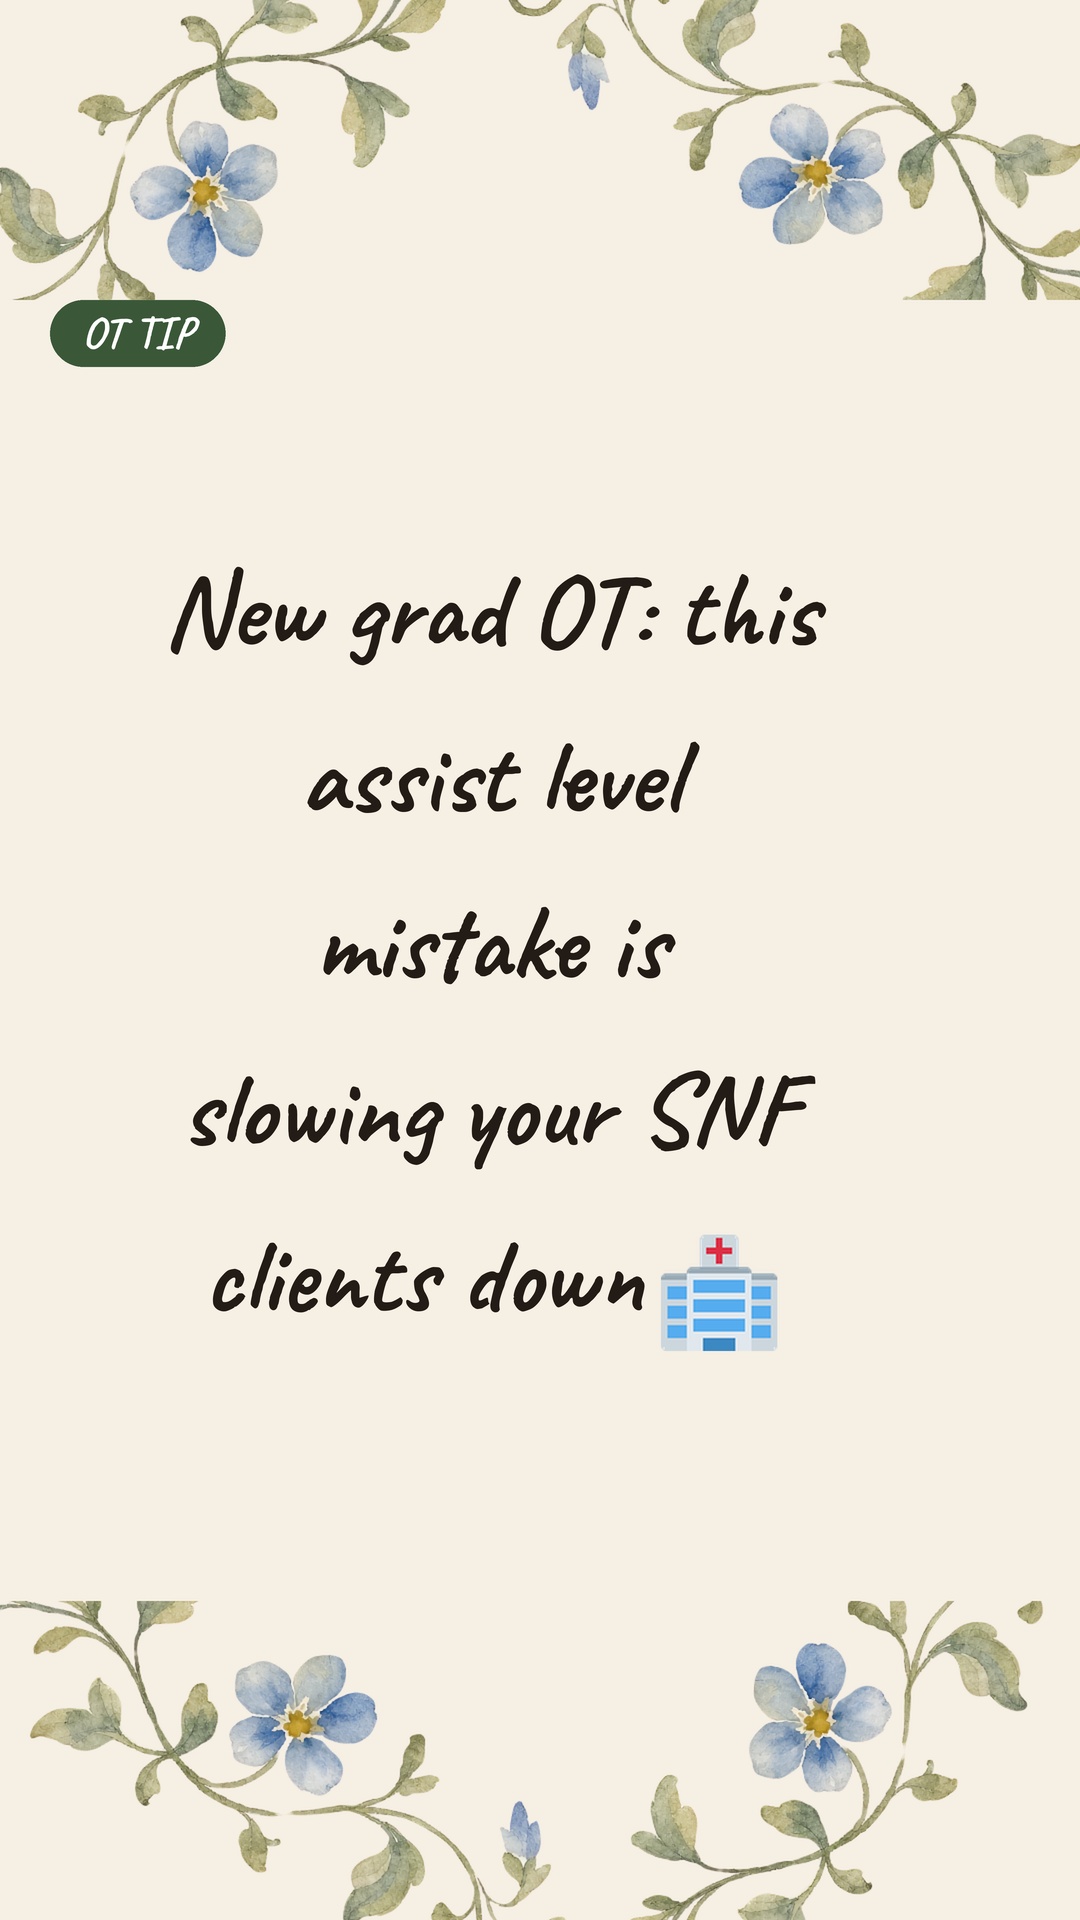 OT TIP
New grad OT: this
assist level
mistake is
slowing your SNF
clients down🏥